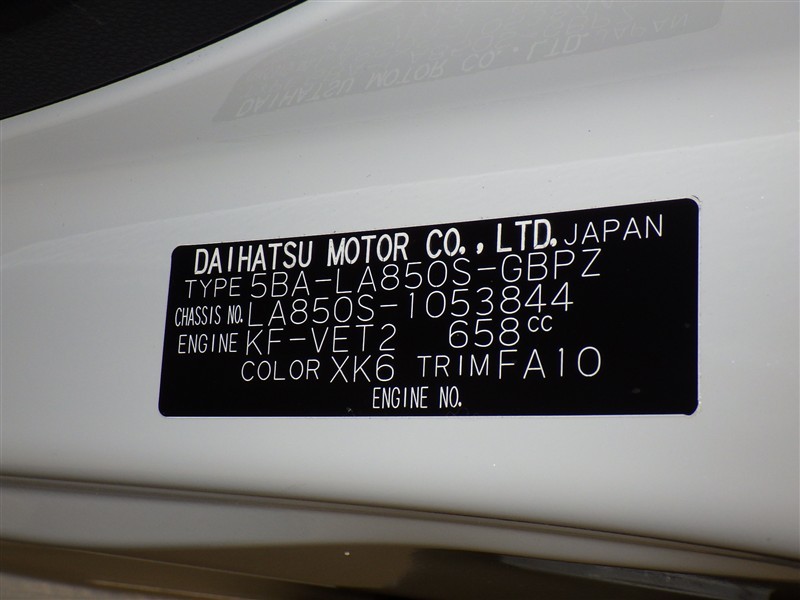 DAIHATSU MOTOR CO., LTD. JAPAN
TYPE 5BA-LA850S-GBPZ
CHASSIS NO. LA850S-1053844
ENGINE KF-VET2 658cc
COLOR XK6 TRIM FA10
ENGINE NO.